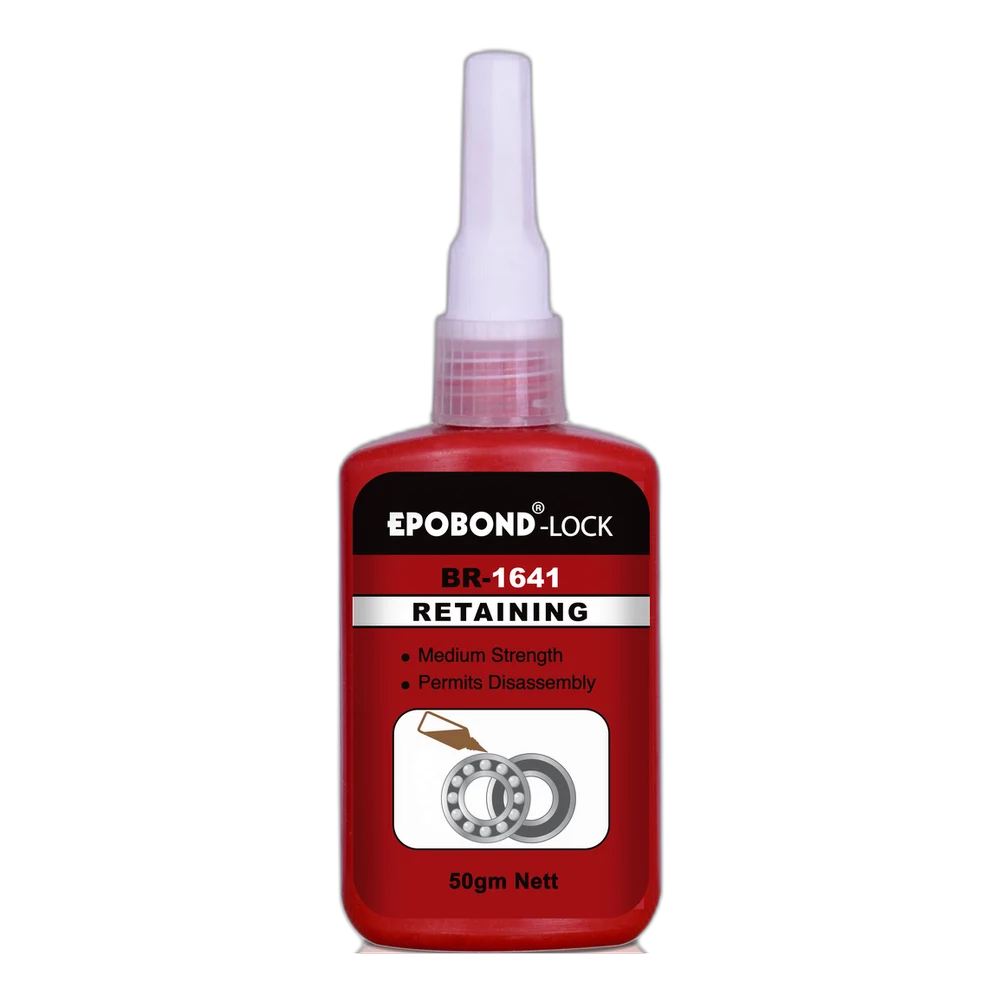 EPOBOND®-LOCK
BR-1641
RETAINING
• Medium Strength
• Permits Disassembly
50gm Nett